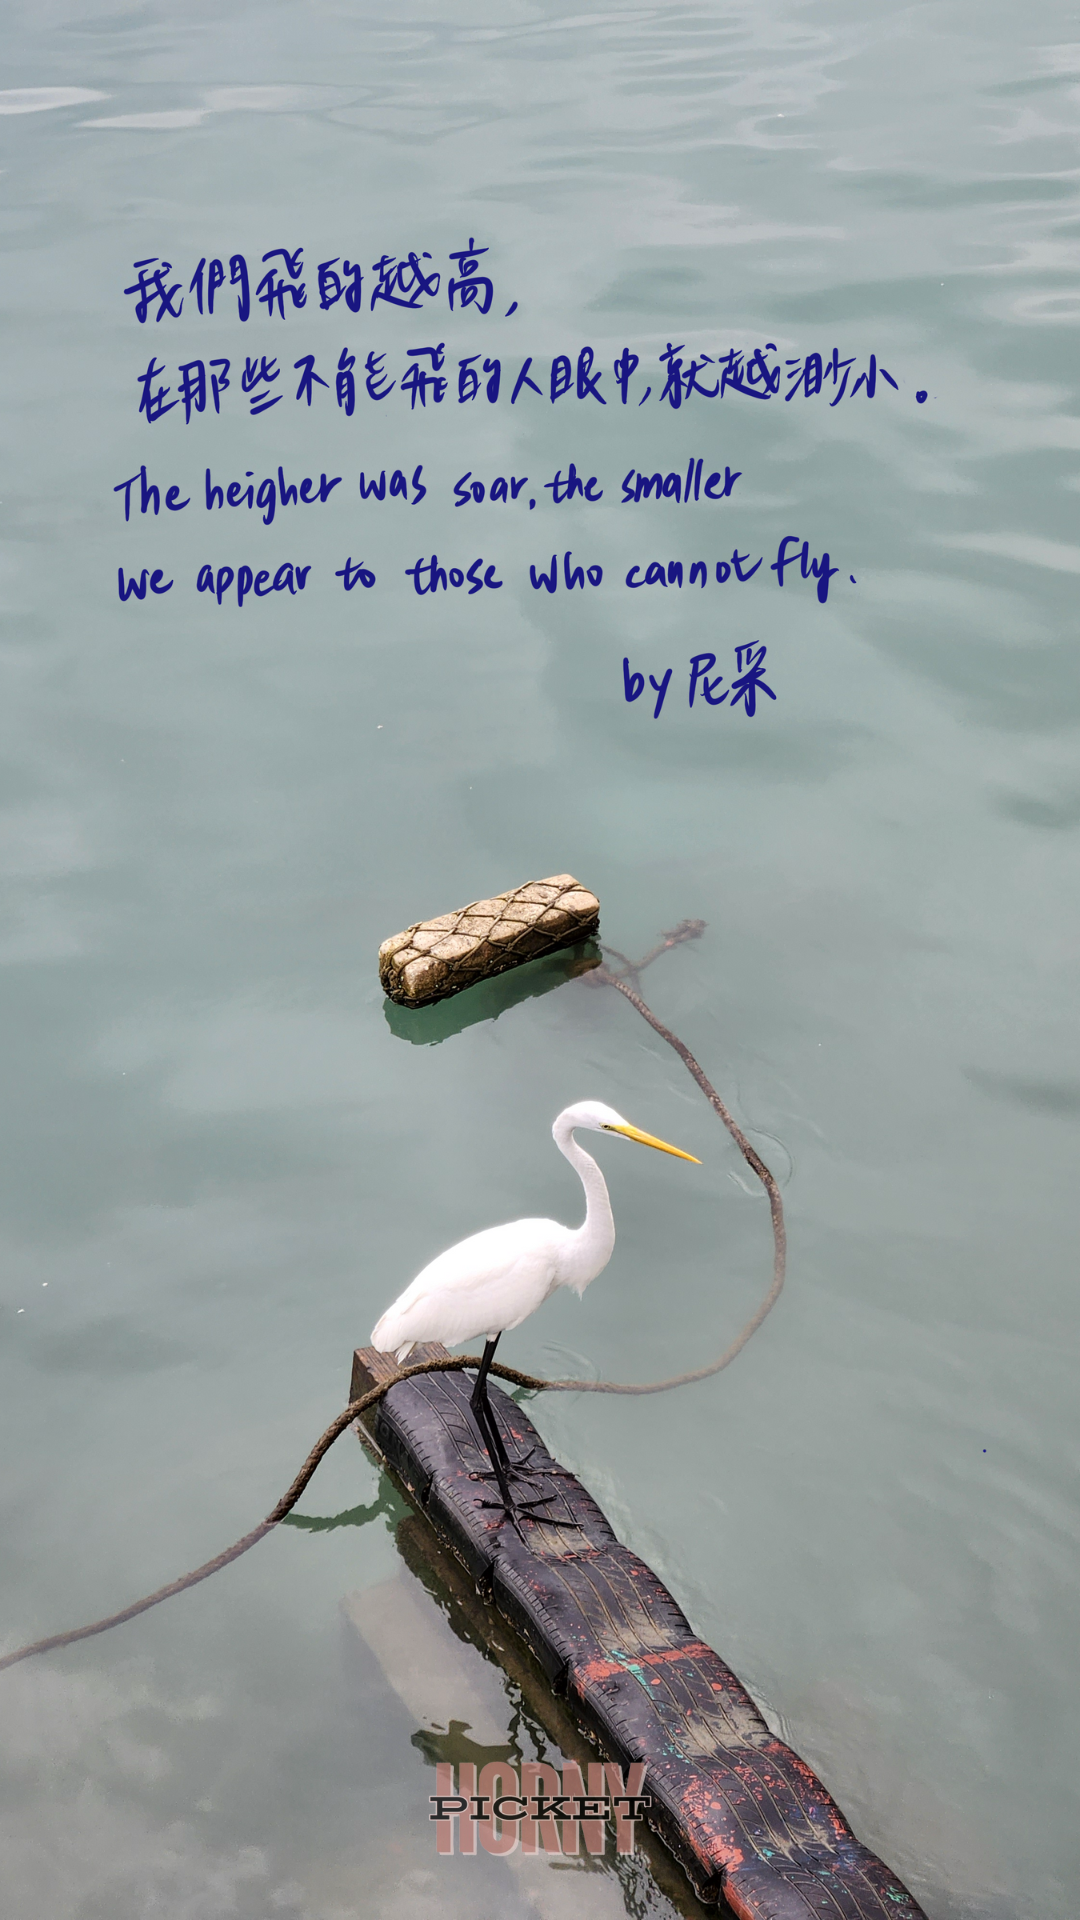 我們飛的越高,
在那些不能飛的人眼中,就越渺小。
The heigher was soar, the smaller
we appear to those who cannot fly.
by 尼采
HORNY
PICKET